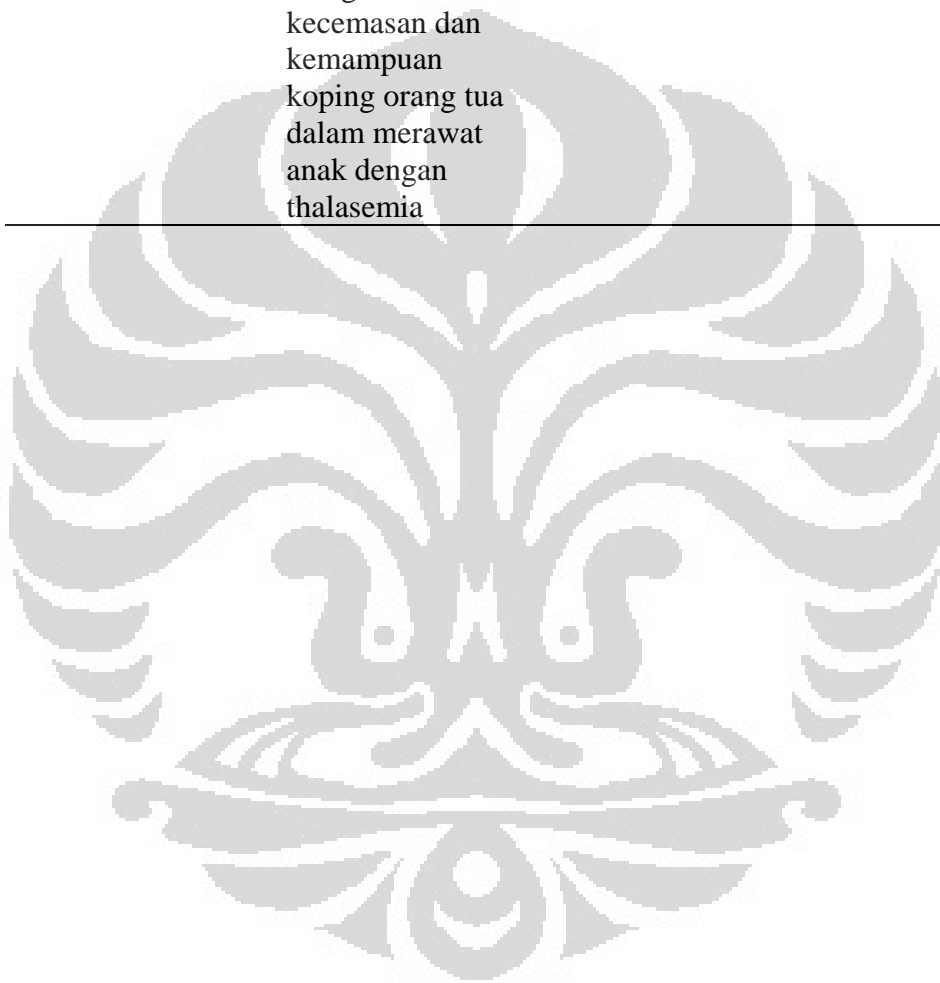 kecemasan dan
kemampuan
koping orang tua
dalam merawat
anak dengan
thalasemia